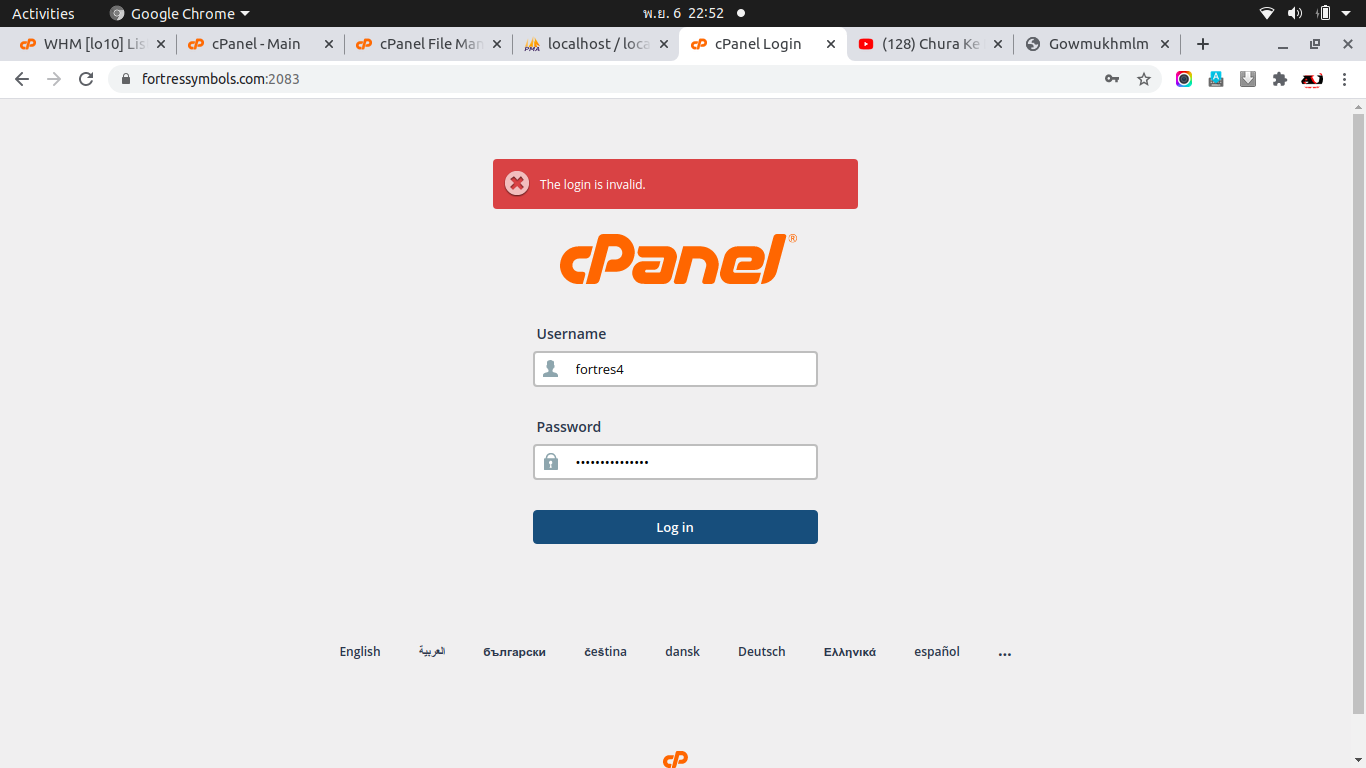 Activities Google Chrome พ.ย. 6 22:52
WHM [lo10] Lis cPanel - Main cPanel File Man localhost / loca cPanel Login (128) Chura Ke Gowmukhmlm
fortressymbols.com:2083
The login is invalid.
cPanel®
Username
fortres4
Password
•••••••••••••••
Log in
English العربية български čeština dansk Deutsch Ελληνικά español ...
cP